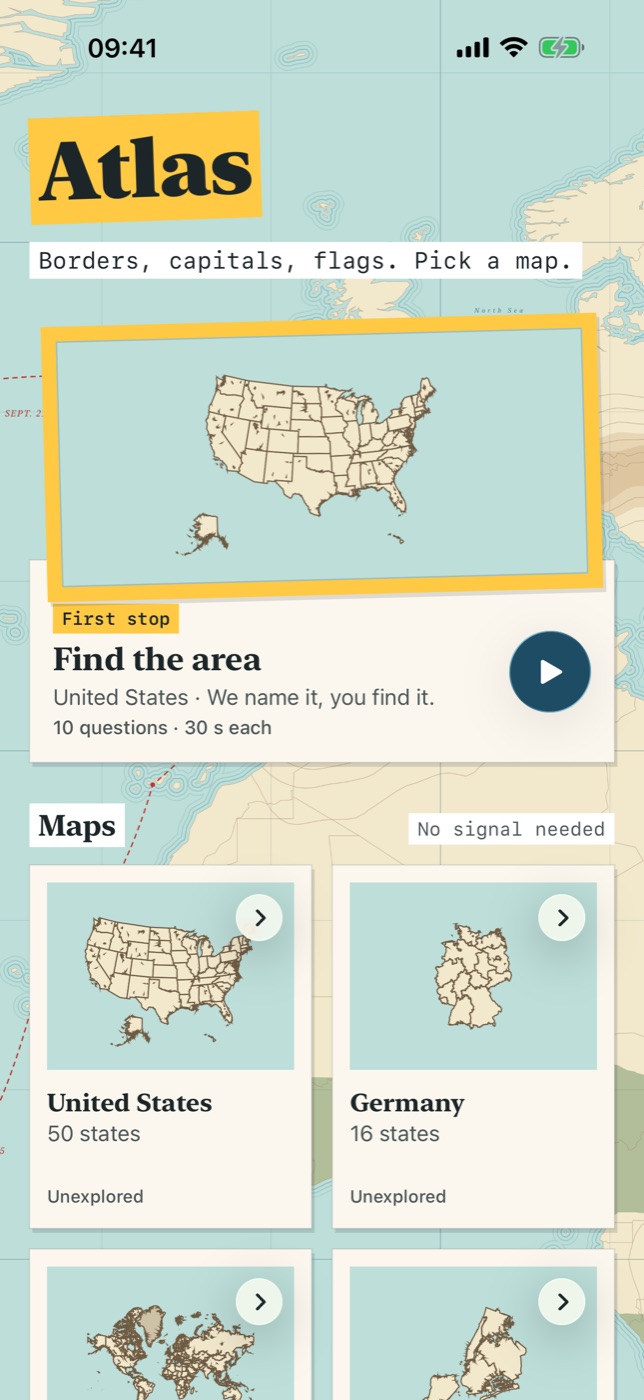 09:41
Atlas
Borders, capitals, flags. Pick a map.
North Sea
SEPT. 2
First stop
Find the area
United States · We name it, you find it.
10 questions · 30 s each
Maps
No signal needed
United States
50 states
Unexplored
Germany
16 states
Unexplored
5